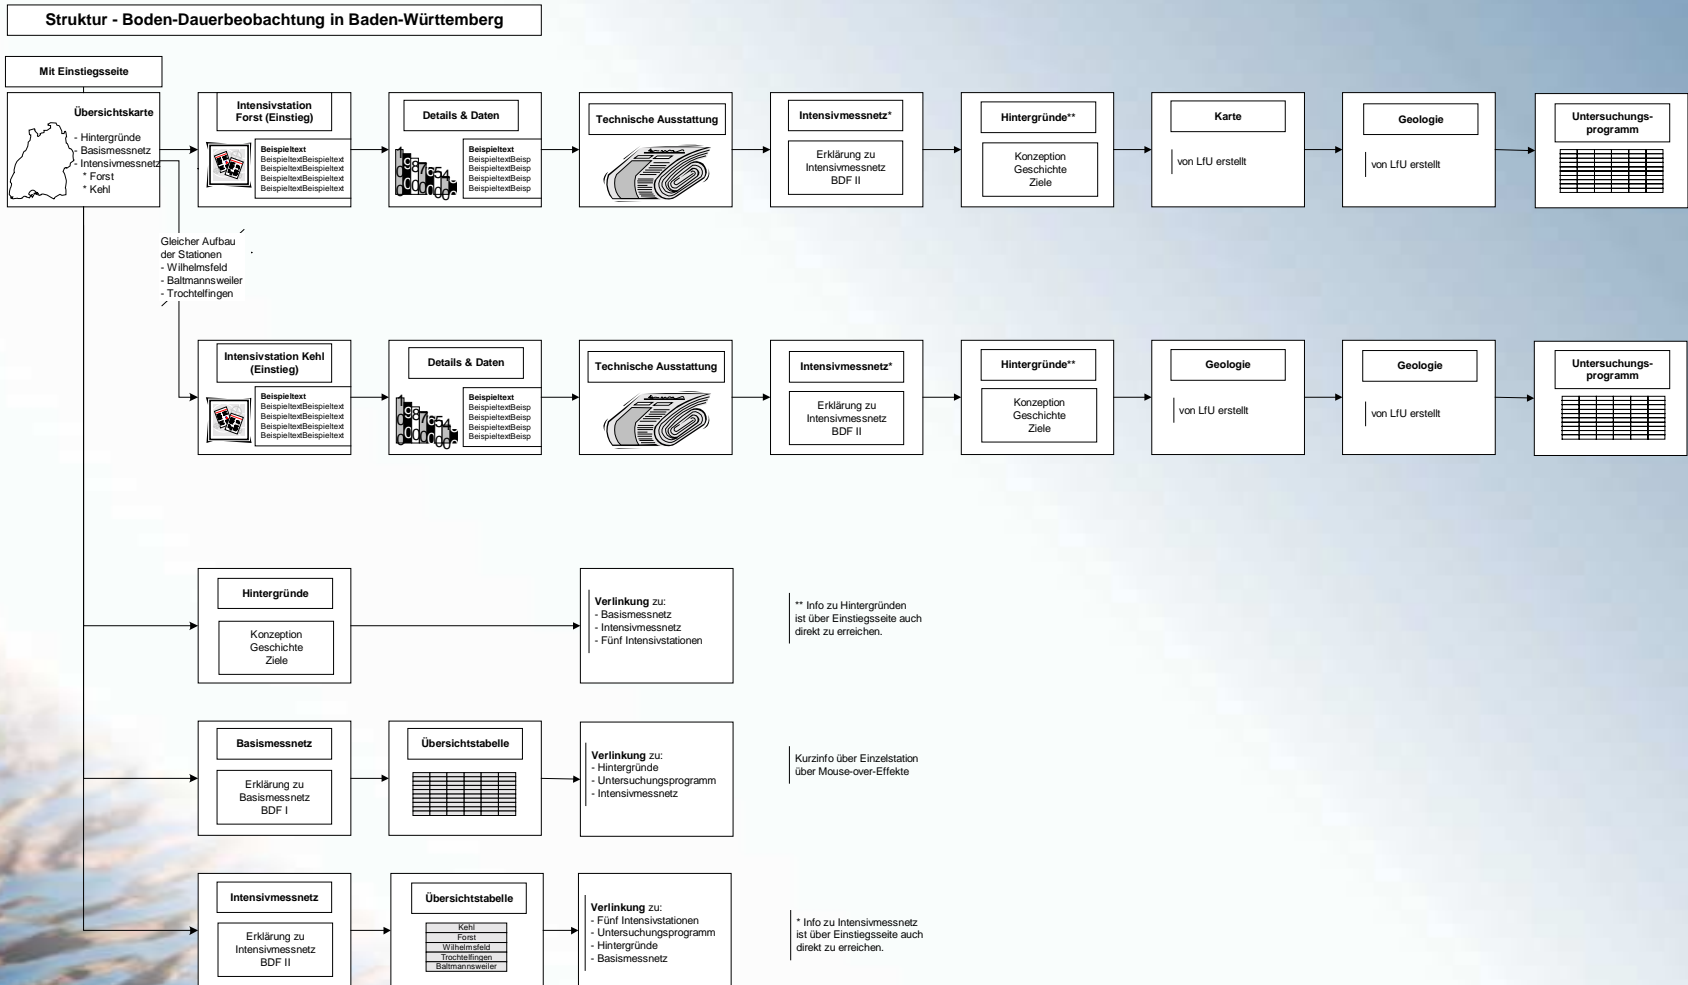 Struktur - Boden-Dauerbeobachtung in Baden-Württemberg
Mit Einstiegsseite
Übersichtskarte
- Hintergründe
- Basismessnetz
- Intensivmessnetz
* Forst
* Kehl
Intensivstation
Forst (Einstieg)
Beispieltext
BeispieltextBeispieltext
BeispieltextBeispieltext
BeispieltextBeispieltext
BeispieltextBeispieltext
Details & Daten
Beispieltext
BeispieltextBeisp
BeispieltextBeisp
BeispieltextBeisp
BeispieltextBeisp
Technische Ausstattung
Intensivmessnetz*
Erklärung zu
Intensivmessnetz
BDF II
Hintergründe**
Konzeption
Geschichte
Ziele
Karte
von LfU erstellt
Geologie
von LfU erstellt
Untersuchungs-
programm
Gleicher Aufbau
der Stationen
- Wilhelmsfeld
- Baltmannsweiler
- Trochtelfingen
Intensivstation Kehl
(Einstieg)
Beispieltext
BeispieltextBeispieltext
BeispieltextBeispieltext
BeispieltextBeispieltext
BeispieltextBeispieltext
Details & Daten
Beispieltext
BeispieltextBeisp
BeispieltextBeisp
BeispieltextBeisp
BeispieltextBeisp
Technische Ausstattung
Intensivmessnetz*
Erklärung zu
Intensivmessnetz
BDF II
Hintergründe**
Konzeption
Geschichte
Ziele
Geologie
von LfU erstellt
Geologie
von LfU erstellt
Untersuchungs-
programm
Hintergründe
Konzeption
Geschichte
Ziele
Verlinkung zu:
- Basismessnetz
- Intensivmessnetz
- Fünf Intensivstationen
** Info zu Hintergründen
ist über Einstiegsseite auch
direkt zu erreichen.
Basismessnetz
Erklärung zu
Basismessnetz
BDF I
Übersichtstabelle
Verlinkung zu:
- Hintergründe
- Untersuchungsprogramm
- Intensivmessnetz
Kurzinfo über Einzelstation
über Mouse-over-Effekte
Intensivmessnetz
Erklärung zu
Intensivmessnetz
BDF II
Übersichtstabelle
Kehl
Forst
Wilhelmsfeld
Trochtelfingen
Baltmannsweiler
Verlinkung zu:
- Fünf Intensivstationen
- Untersuchungsprogramm
- Hintergründe
- Basismessnetz
* Info zu Intensivmessnetz
ist über Einstiegsseite auch
direkt zu erreichen.